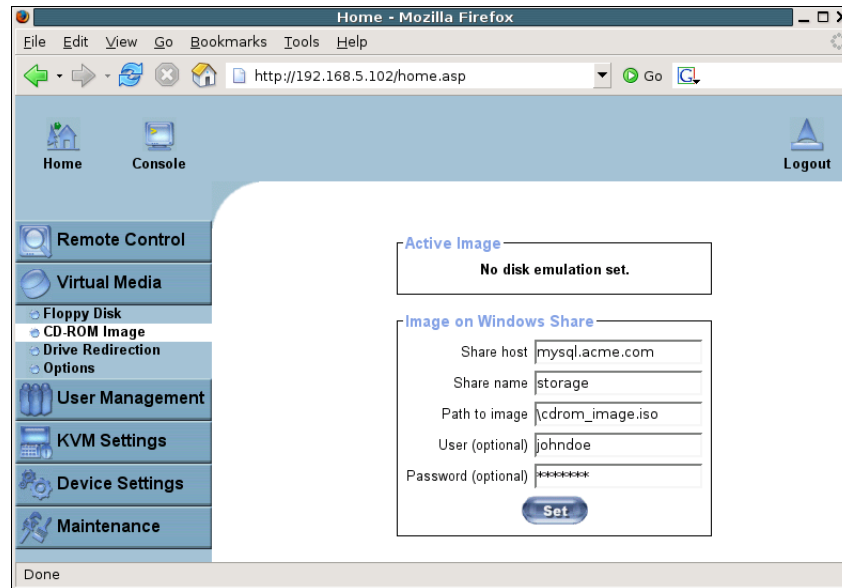 Home - Mozilla Firefox
File Edit View Go Bookmarks Tools Help
http://192.168.5.102/home.asp Go G
Home Console Logout
Remote Control
Virtual Media
Floppy Disk
CD-ROM Image
Drive Redirection
Options
User Management
KVM Settings
Device Settings
Maintenance
Active Image
No disk emulation set.
Image on Windows Share
Share host mysql.acme.com
Share name storage
Path to image \cdrom_image.iso
User (optional) johndoe
Password (optional) *******
Set
Done